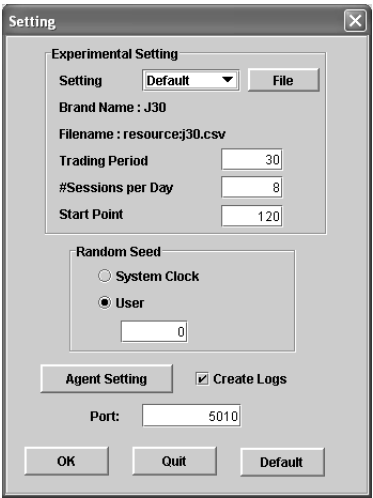 Setting
Experimental Setting
Setting Default File
Brand Name : J30
Filename : resource:j30.csv
Trading Period 30
#Sessions per Day 8
Start Point 120
Random Seed
System Clock
User
0
Agent Setting Create Logs
Port: 5010
OK Quit Default